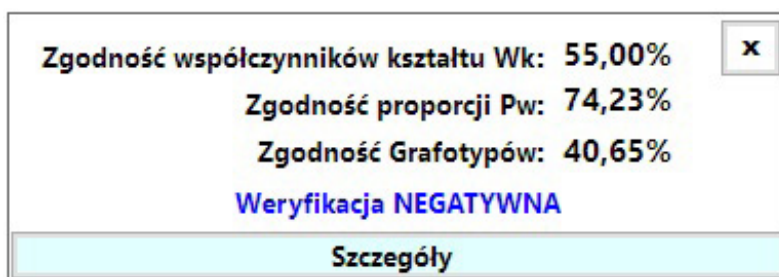 Zgodność współczynników kształtu Wk: 55,00%
x
Zgodność proporcji Pw: 74,23%
Zgodność Grafotypów: 40,65%
Weryfikacja NEGATYWNA
Szczegóły